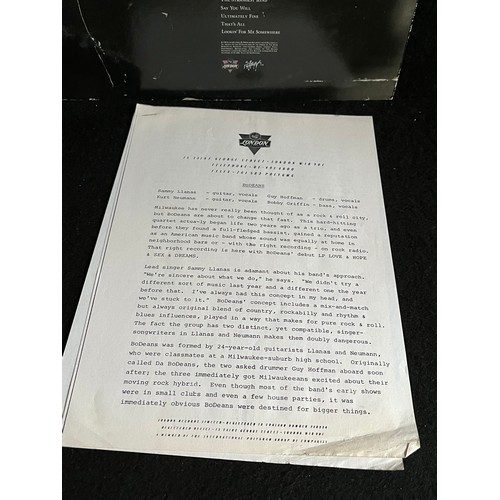 THE STRANGEST KIND
SAY YOU WILL
ULTIMATELY FINE
THAT'S ALL
LOOKIN' FOR ME SOMEWHERE
LONDON
BODEANS
Sammy Llanas - guitar, vocals Guy Hoffman - drums, vocals
Kurt Neumann - guitar, vocals Bobby Griffin - bass, vocals
Milwaukee has never really been thought of as a rock & roll city,
but BoDeans are about to change that fast. This hard-hitting
quartet actually began life two years ago as a trio, and even
before they found a full-fledged bassist, gained a reputation
as an American music band whose sound was equally at home in
neighborhood bars or - with the right recording - on rock radio.
That right recording is here with BoDeans' debut LP LOVE & HOPE
& SEX & DREAMS.
Lead singer Sammy Llanas is adamant about his band's approach.
"We're sincere about what we do," he says. "We didn't try a
different sort of music last year and a different one the year
before that. I've always had this concept in my head, and
we've stuck to it." BoDeans' concept includes a mix-and-match
but always original blend of country, rockabilly and rhythm &
blues influences, played in a way that makes for pure rock & roll.
The fact the group has two distinct, yet compatible, singer-
songwriters in Llanas and Neumann makes them doubly dangerous.
BoDeans was formed by 24-year-old guitarists Llanas and Neumann,
who were classmates at a Milwaukee-suburb high school. Originally
called Da BoDeans, the two asked drummer Guy Hoffman aboard soon
after; the three immediately got Milwaukeeans excited about their
moving rock hybrid. Even though most of the band's early shows
were in small clubs and even a few house parties, it was
immediately obvious BoDeans were destined for bigger things.
A MEMBER OF THE INTERNATIONAL POLYGRAM GROUP OF COMPANIES